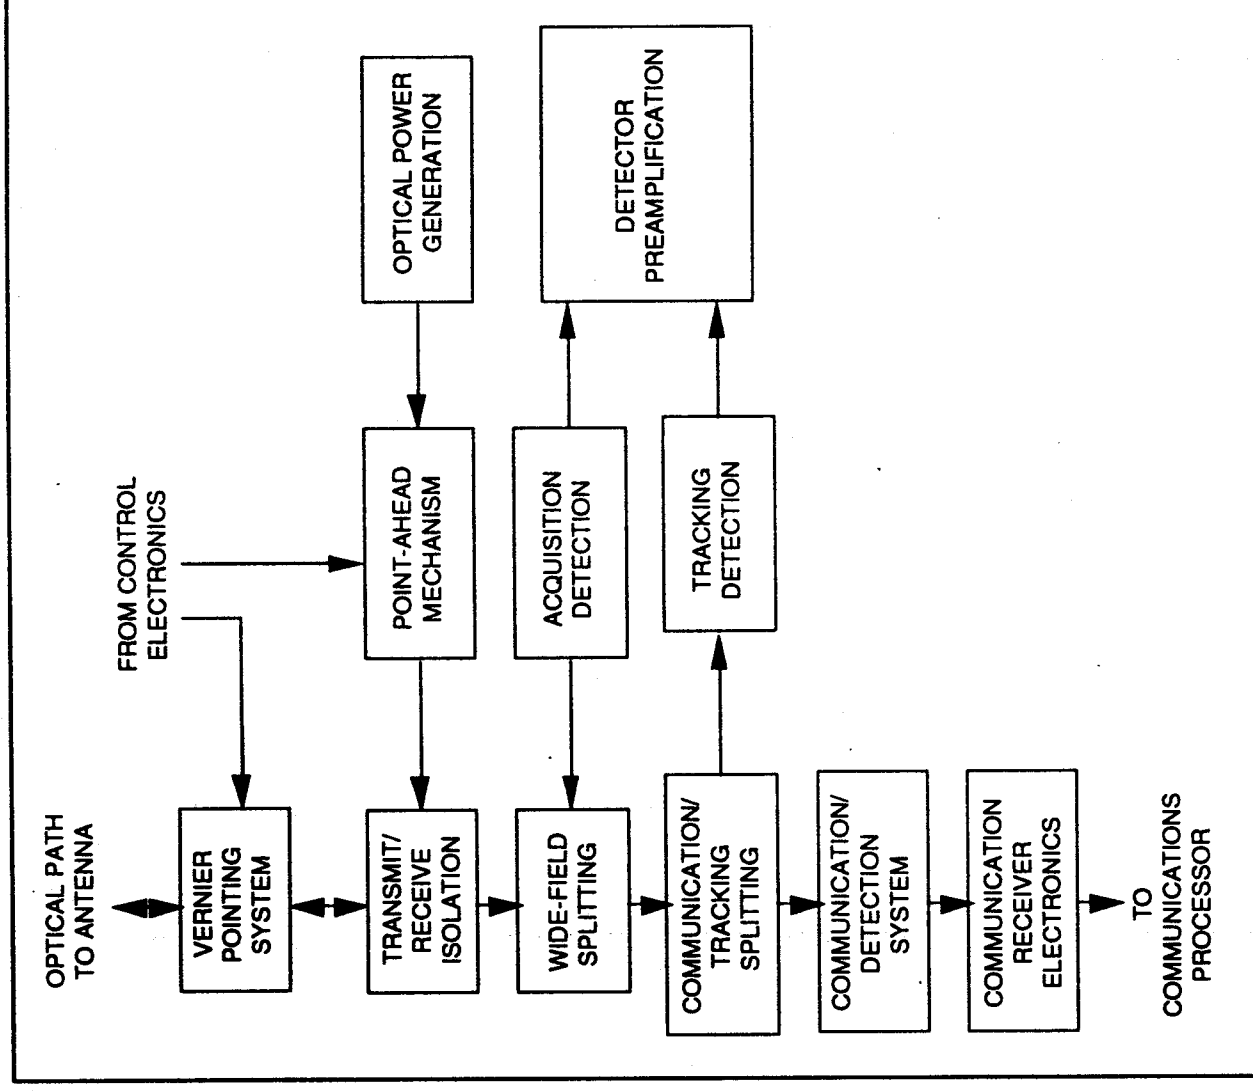 OPTICAL PATH
TO ANTENNA
VERNIER
POINTING
SYSTEM
TRANSMIT/
RECEIVE
ISOLATION
WIDE-FIELD
SPLITTING
COMMUNICATION/
TRACKING
SPLITTING
COMMUNICATION/
DETECTION
SYSTEM
COMMUNICATION
RECEIVER
ELECTRONICS
TO
COMMUNICATIONS
PROCESSOR
FROM CONTROL
ELECTRONICS
POINT-AHEAD
MECHANISM
ACQUISITION
DETECTION
TRACKING
DETECTION
OPTICAL POWER
GENERATION
DETECTOR
PREAMPLIFICATION